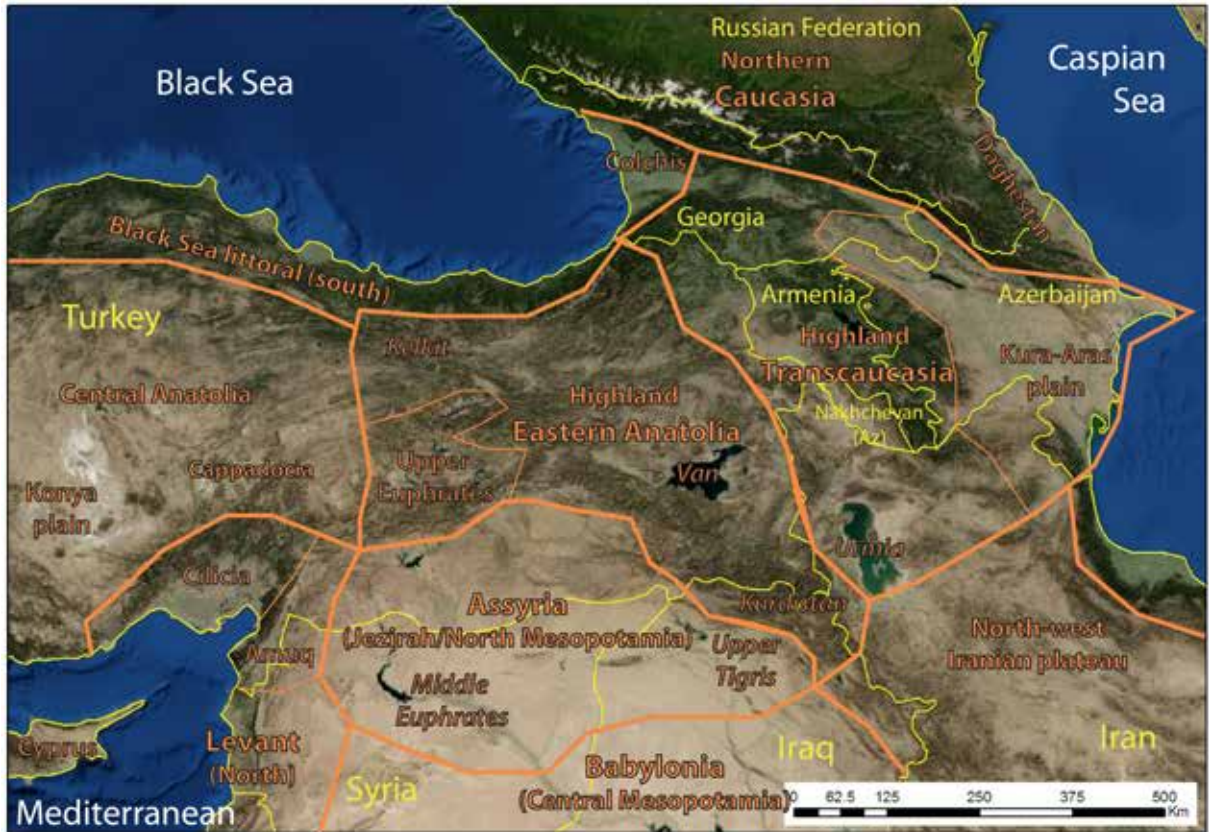 Russian Federation
Northern
Caucasia
Black Sea
Caspian
Sea
Colchis
Daghestan
Georgia
Black Sea littoral (south)
Turkey
Armenia
Azerbaijan
Kelkit
Highland
Transcaucasia
Kura-Aras
plain
Central Anatolia
Highland
Eastern Anatolia
Nakhchevan
(Az)
Cappadocia
Upper
Euphrates
Van
Konya
plain
Urmia
Cilicia
Assyria
(Jezirah/North Mesopotamia)
Kurdistan
Amuq
Upper
Tigris
North-west
Iranian plateau
Middle
Euphrates
Cyprus
Levant
(North)
Iraq
Iran
Syria
Babylonia
(Central Mesopotamia)
Mediterranean
0 62.5 125 250 375 500
Km